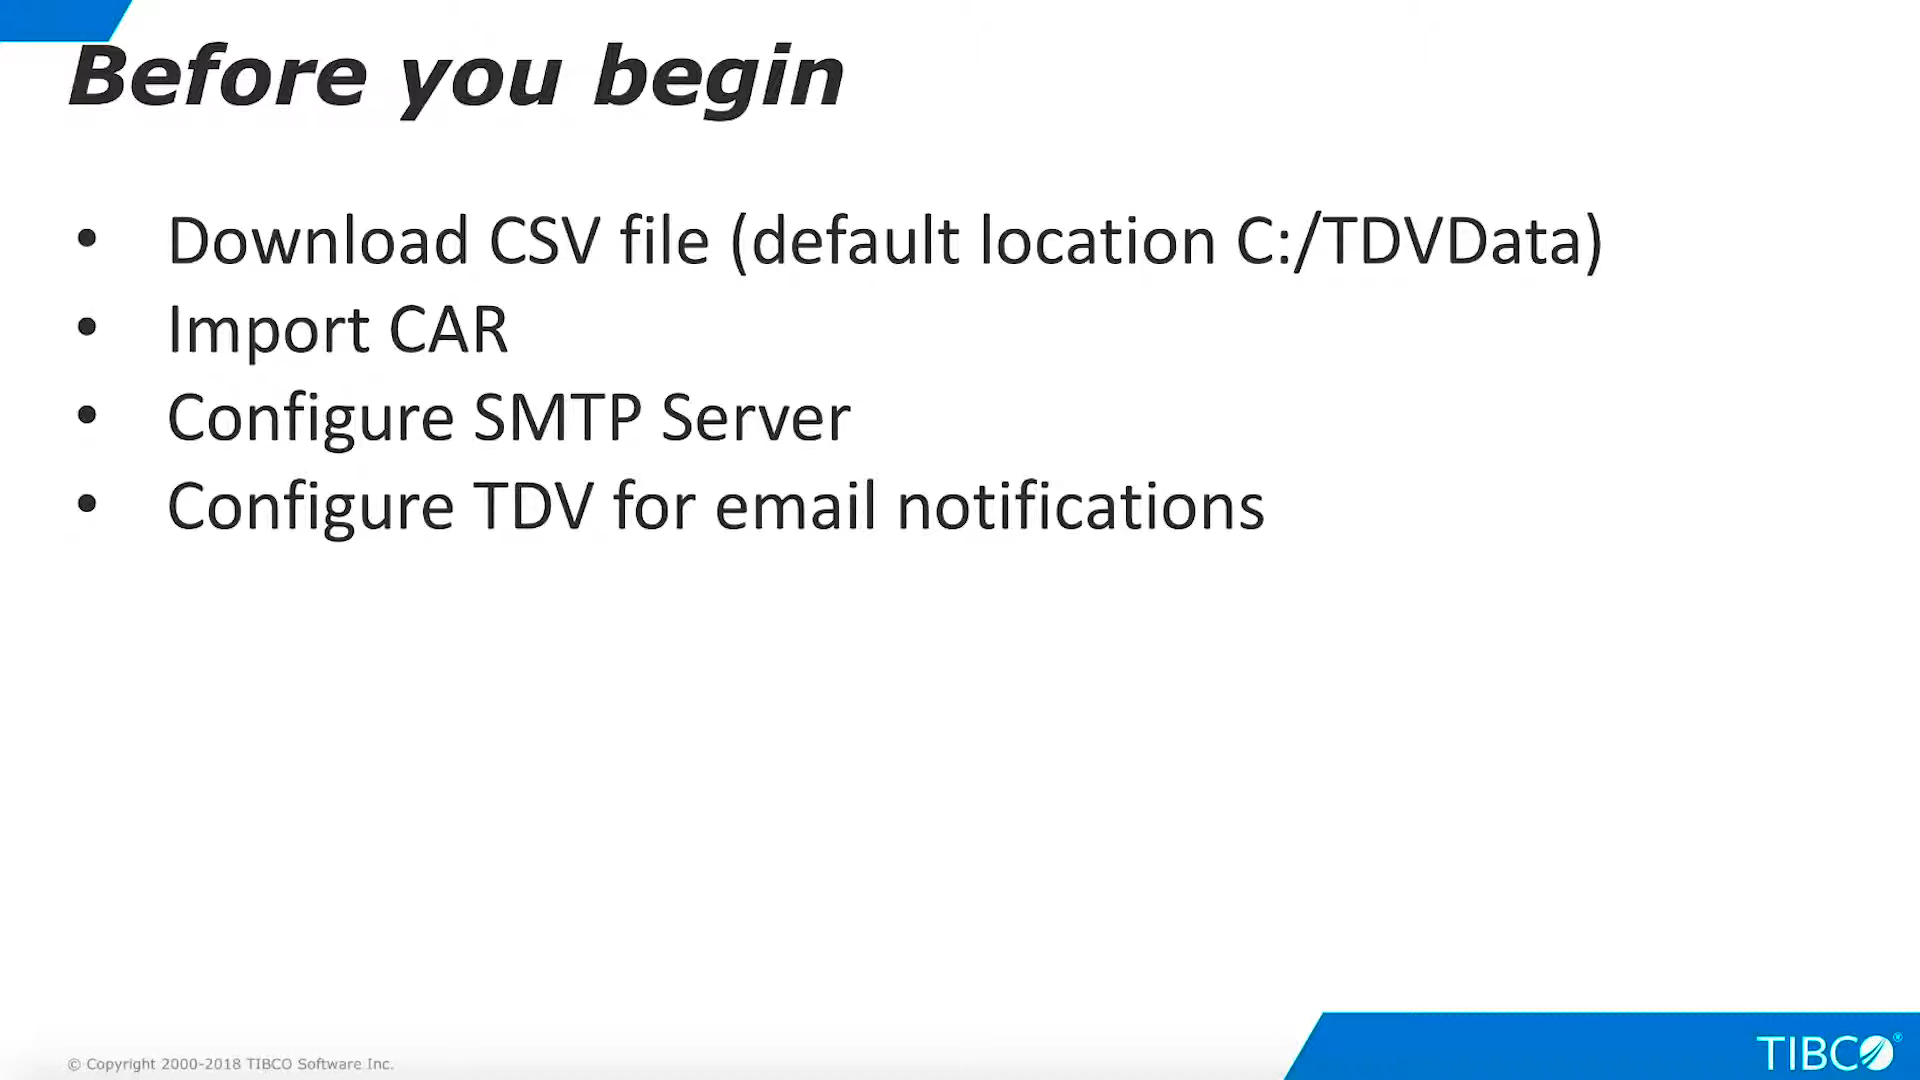 Before you begin
• Download CSV file (default location C:/TDVData)
• Import CAR
• Configure SMTP Server
• Configure TDV for email notifications
© Copyright 2000-2018 TIBCO Software Inc.
TIBCO®